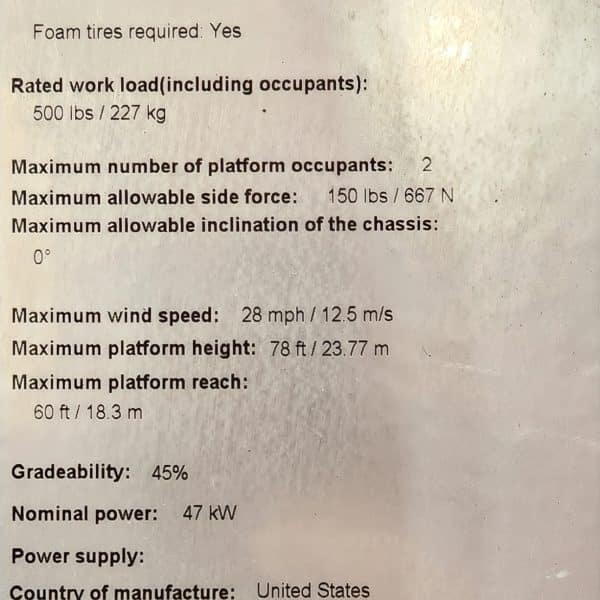 Foam tires required: Yes
Rated work load(including occupants):
500 lbs / 227 kg
Maximum number of platform occupants: 2
Maximum allowable side force: 150 lbs / 667 N
Maximum allowable inclination of the chassis:
0°
Maximum wind speed: 28 mph / 12.5 m/s
Maximum platform height: 78 ft / 23.77 m
Maximum platform reach:
60 ft / 18.3 m
Gradeability: 45%
Nominal power: 47 kW
Power supply:
Country of manufacture: United States